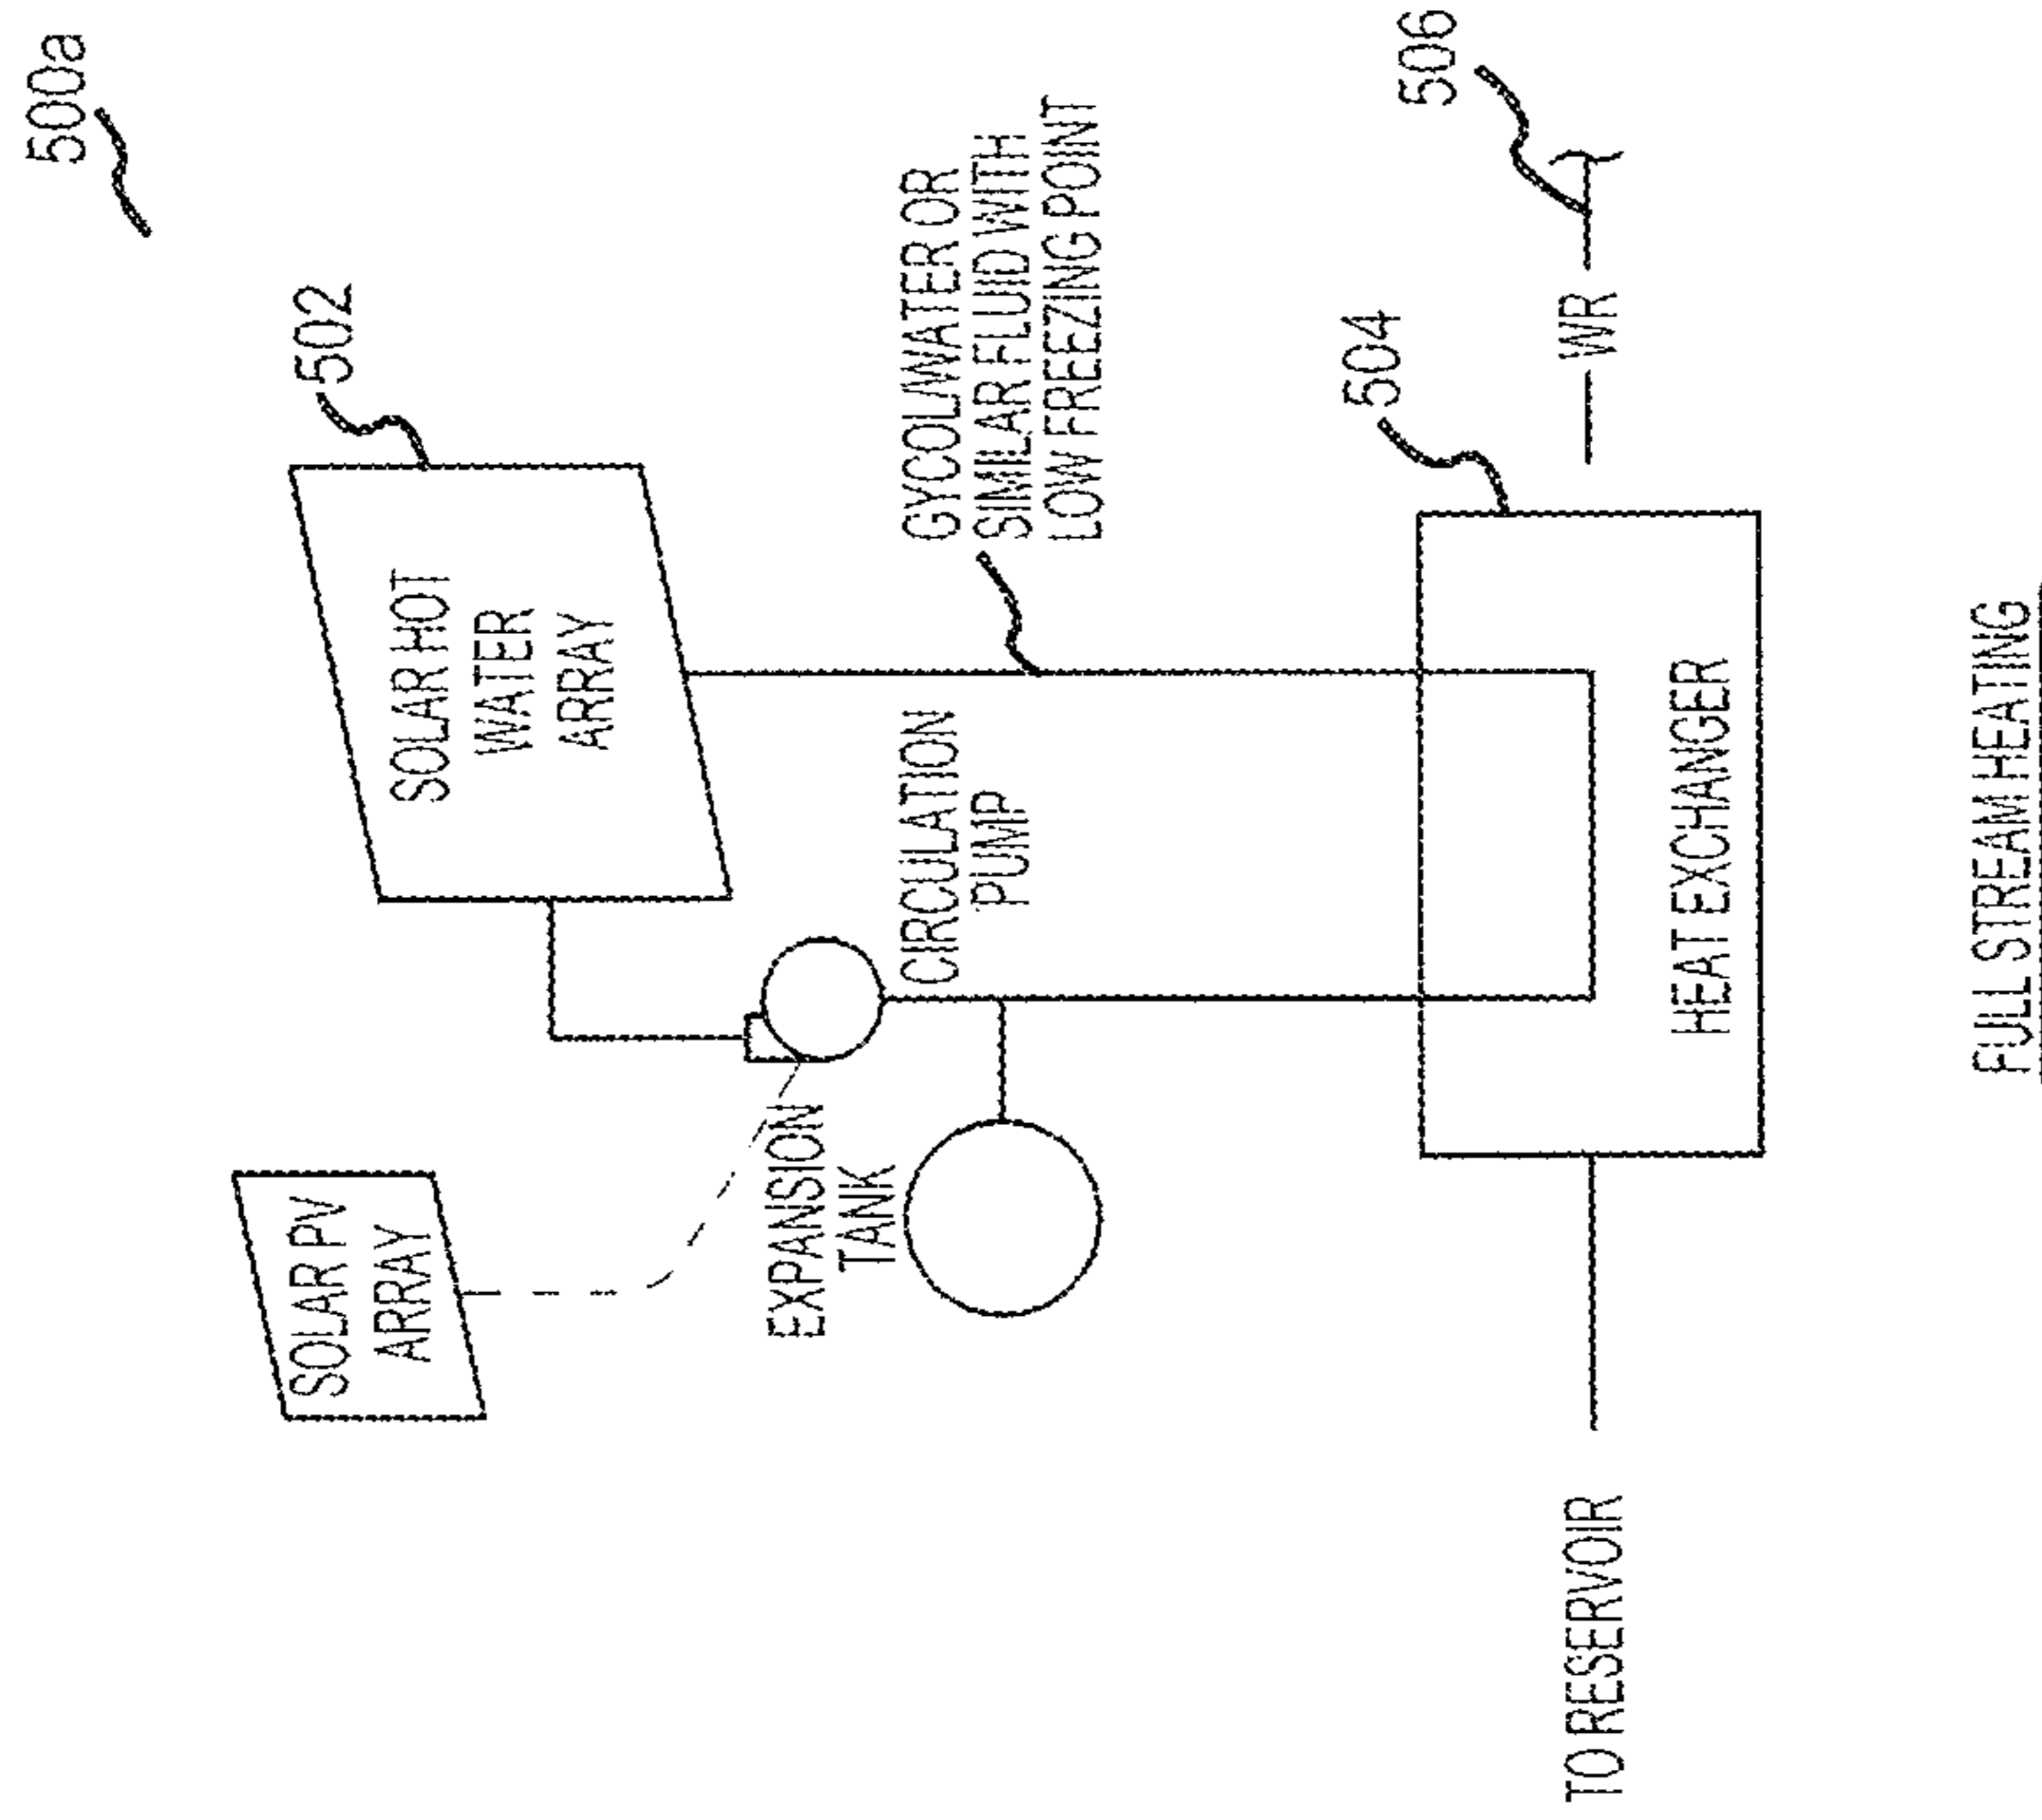 500a
502
SOLAR HOT
WATER
ARRAY
SOLAR PV
ARRAY
EXPANSION
TANK
CIRCULATION
PUMP
GYCOL/WATER OR
SIMILAR FLUID WITH
LOW FREEZING POINT
504
506
WR
HEAT EXCHANGER
TO RESERVOIR
FULL STREAM HEATING